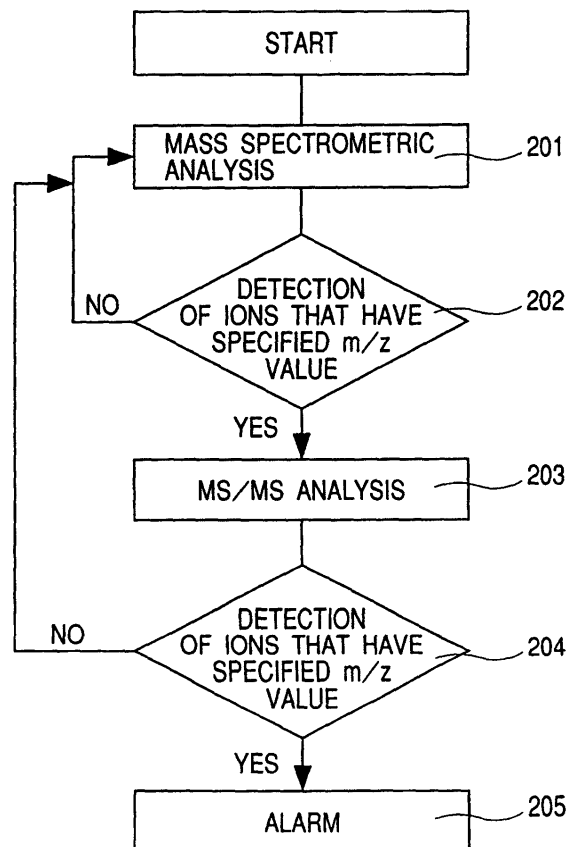 START
MASS SPECTROMETRIC
ANALYSIS
201
DETECTION
OF IONS THAT HAVE
SPECIFIED m/z
VALUE
202
NO
YES
MS/MS ANALYSIS
203
DETECTION
OF IONS THAT HAVE
SPECIFIED m/z
VALUE
204
NO
YES
ALARM
205